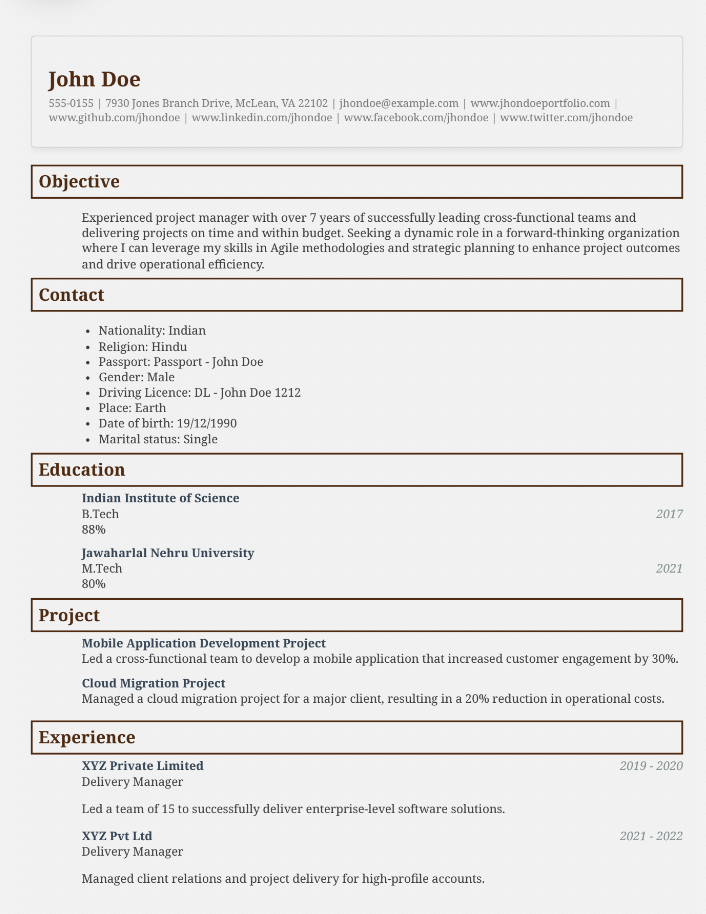 John Doe
555-0155 | 7930 Jones Branch Drive, McLean, VA 22102 | jhondoe@example.com | www.jhondoeportfolio.com |
www.github.com/jhondoe | www.linkedin.com/jhondoe | www.facebook.com/jhondoe | www.twitter.com/jhondoe
Objective
Experienced project manager with over 7 years of successfully leading cross-functional teams and
delivering projects on time and within budget. Seeking a dynamic role in a forward-thinking organization
where I can leverage my skills in Agile methodologies and strategic planning to enhance project outcomes
and drive operational efficiency.
Contact
• Nationality: Indian
• Religion: Hindu
• Passport: Passport - John Doe
• Gender: Male
• Driving Licence: DL - John Doe 1212
• Place: Earth
• Date of birth: 19/12/1990
• Marital status: Single
Education
Indian Institute of Science
B.Tech 2017
88%
Jawaharlal Nehru University
M.Tech 2021
80%
Project
Mobile Application Development Project
Led a cross-functional team to develop a mobile application that increased customer engagement by 30%.
Cloud Migration Project
Managed a cloud migration project for a major client, resulting in a 20% reduction in operational costs.
Experience
XYZ Private Limited 2019 - 2020
Delivery Manager
Led a team of 15 to successfully deliver enterprise-level software solutions.
XYZ Pvt Ltd 2021 - 2022
Delivery Manager
Managed client relations and project delivery for high-profile accounts.